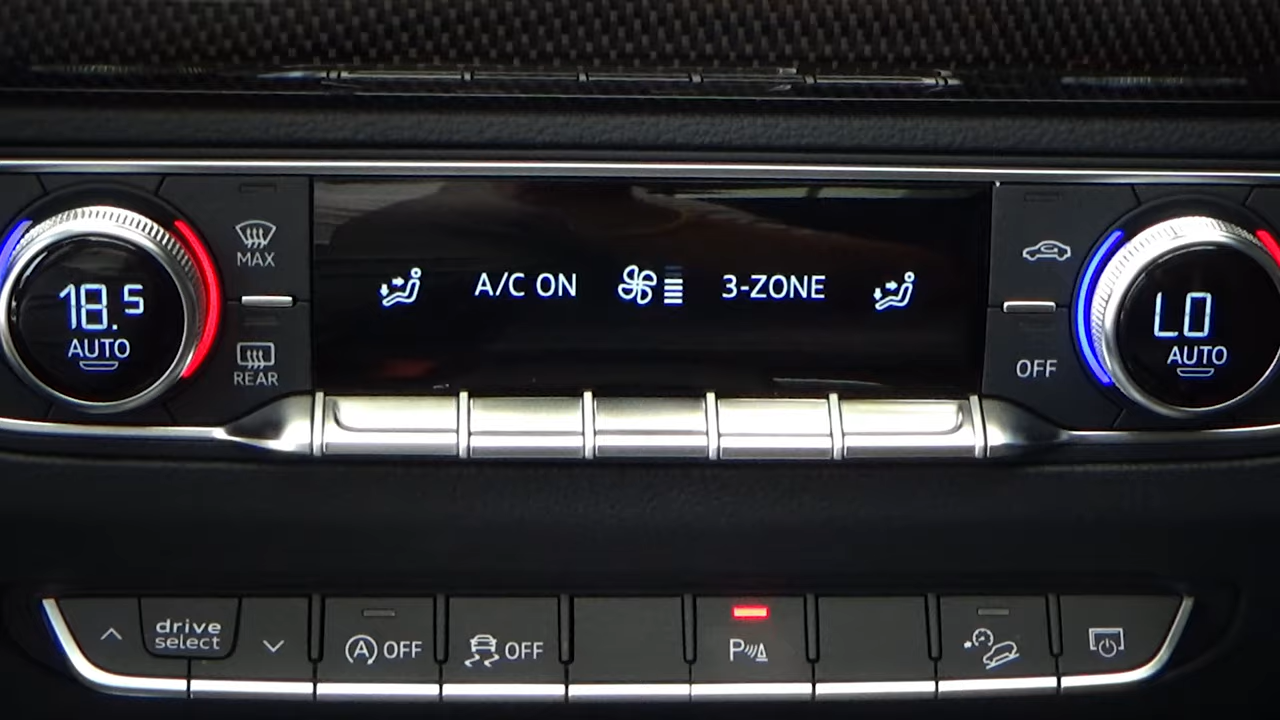 MAX
REAR
18.5
AUTO
A/C ON
3-ZONE
OFF
LO
AUTO
drive
select
A OFF
OFF
P